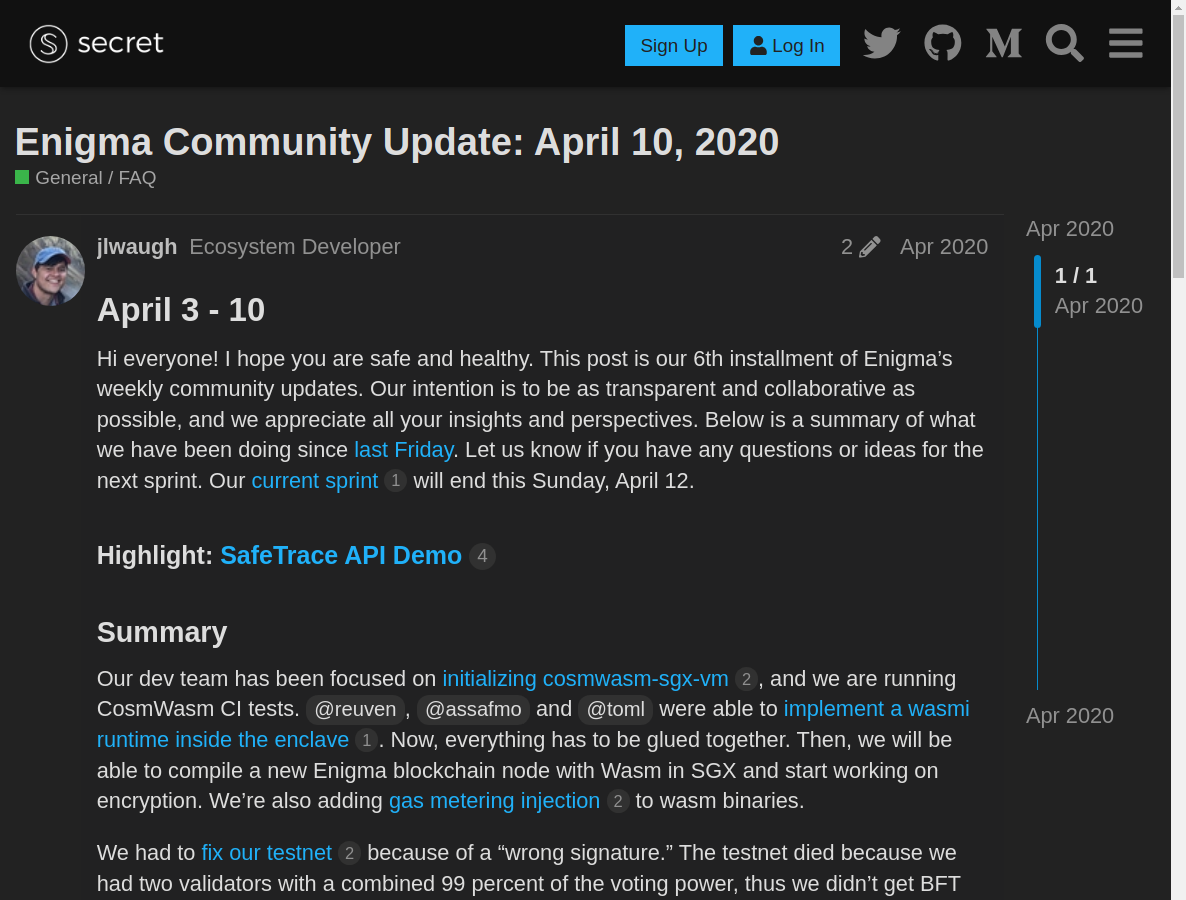 secret
Sign Up
Log In
Enigma Community Update: April 10, 2020
General / FAQ
jlwaugh Ecosystem Developer 2 Apr 2020
April 3 - 10
Hi everyone! I hope you are safe and healthy. This post is our 6th installment of Enigma’s
weekly community updates. Our intention is to be as transparent and collaborative as
possible, and we appreciate all your insights and perspectives. Below is a summary of what
we have been doing since last Friday. Let us know if you have any questions or ideas for the
next sprint. Our current sprint 1 will end this Sunday, April 12.
Highlight: SafeTrace API Demo 4
Summary
Our dev team has been focused on initializing cosmwasm-sgx-vm 2 , and we are running
CosmWasm CI tests. @reuven , @assafmo and @toml were able to implement a wasmi
runtime inside the enclave 1 . Now, everything has to be glued together. Then, we will be
able to compile a new Enigma blockchain node with Wasm in SGX and start working on
encryption. We’re also adding gas metering injection 2 to wasm binaries.
We had to fix our testnet 2 because of a “wrong signature.” The testnet died because we
had two validators with a combined 99 percent of the voting power, thus we didn’t get BFT
Apr 2020
1 / 1
Apr 2020
Apr 2020